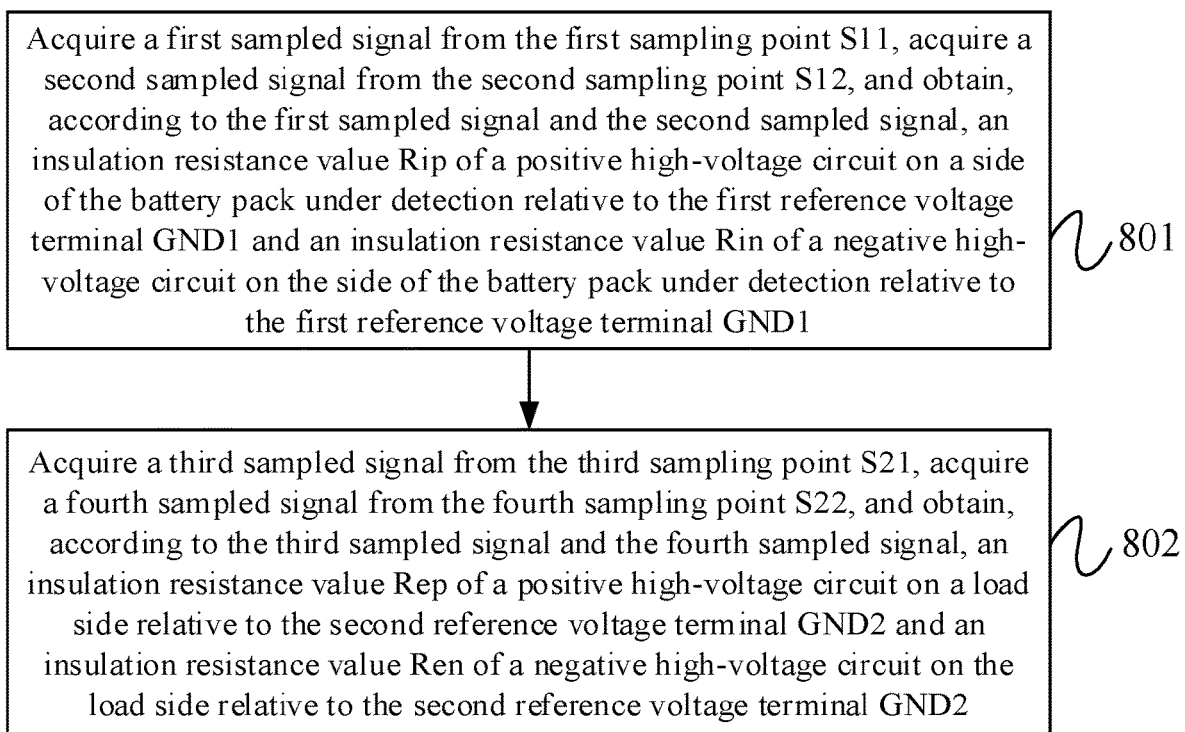 Acquire a first sampled signal from the first sampling point S11, acquire a
second sampled signal from the second sampling point S12, and obtain,
according to the first sampled signal and the second sampled signal, an
insulation resistance value Rip of a positive high-voltage circuit on a side
of the battery pack under detection relative to the first reference voltage
terminal GND1 and an insulation resistance value Rin of a negative high-
voltage circuit on the side of the battery pack under detection relative to
the first reference voltage terminal GND1
801
Acquire a third sampled signal from the third sampling point S21, acquire
a fourth sampled signal from the fourth sampling point S22, and obtain,
according to the third sampled signal and the fourth sampled signal, an
insulation resistance value Rep of a positive high-voltage circuit on a load
side relative to the second reference voltage terminal GND2 and an
insulation resistance value Ren of a negative high-voltage circuit on the
load side relative to the second reference voltage terminal GND2
802